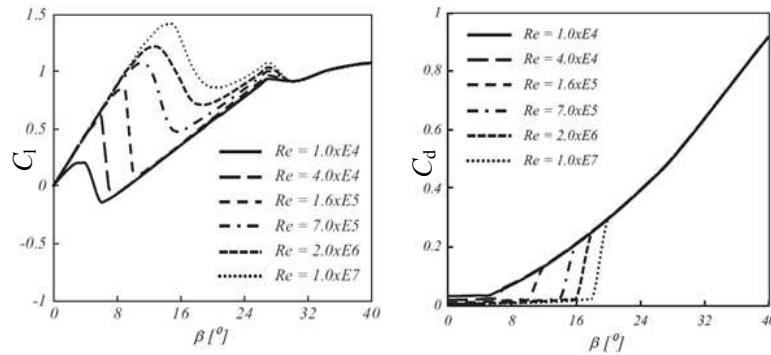 1.5
1
0.5
0
-0.5
-1
C_l
0 8 16 24 32 40
β [°]
Re = 1.0xE4
Re = 4.0xE4
Re = 1.6xE5
Re = 7.0xE5
Re = 2.0xE6
Re = 1.0xE7
1
0.8
0.6
0.4
0.2
0
C_d
0 8 16 24 32 40
β [°]
Re = 1.0xE4
Re = 4.0xE4
Re = 1.6xE5
Re = 7.0xE5
Re = 2.0xE6
Re = 1.0xE7